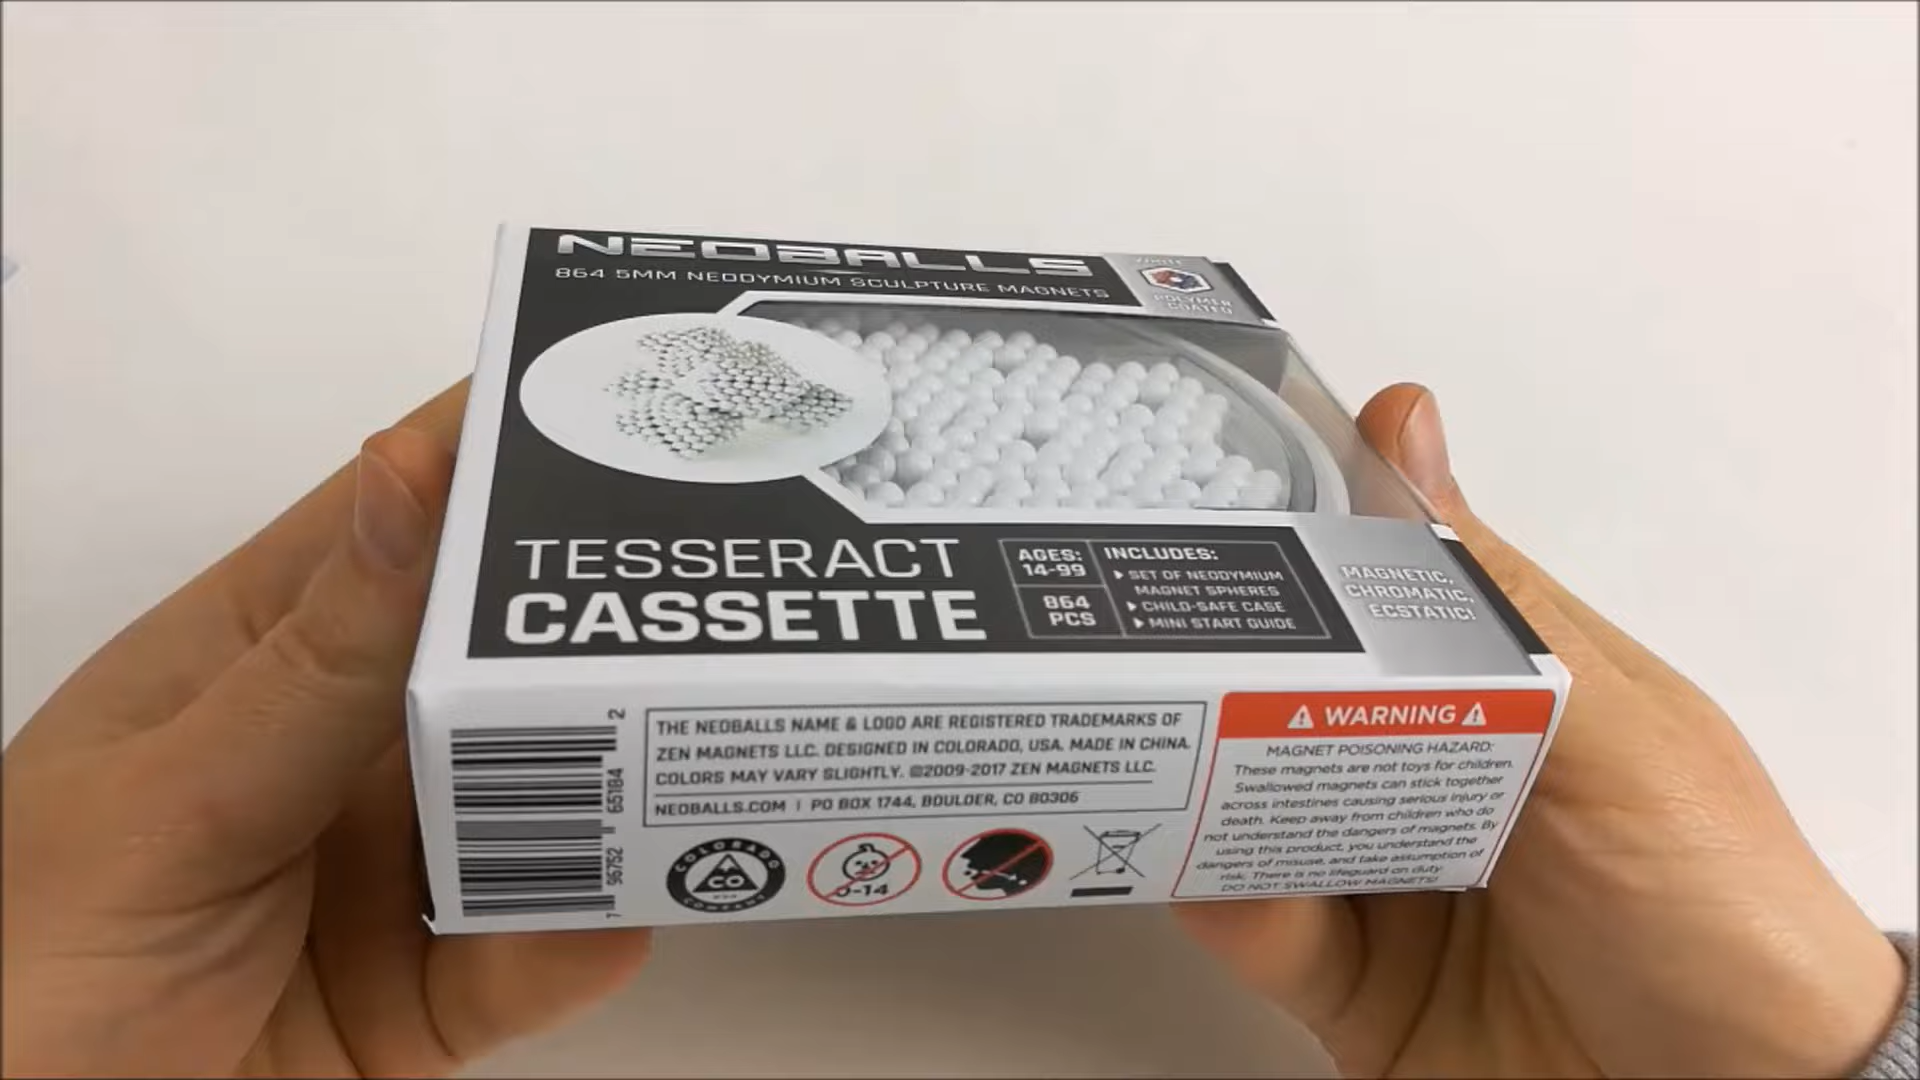 NEOBALLS
864 5MM NEODYMIUM SCULPTURE MAGNETS
WHITE
POLYMER
COATED
TESSERACT
CASSETTE
AGES:
14-99
864
PCS
INCLUDES:
▶ SET OF NEODYMIUM
MAGNET SPHERES
▶ CHILD-SAFE CASE
▶ MINI START GUIDE
MAGNETIC,
CHROMATIC,
ECSTATIC!
2
65184
96752
7
THE NEOBALLS NAME & LOGO ARE REGISTERED TRADEMARKS OF
ZEN MAGNETS LLC. DESIGNED IN COLORADO, USA. MADE IN CHINA.
COLORS MAY VARY SLIGHTLY. ©2009-2017 ZEN MAGNETS LLC.
NEOBALLS.COM | PO BOX 1744, BOULDER, CO 80306
COLORADO
CO
COMPANY
0-14
⚠ WARNING ⚠
MAGNET POISONING HAZARD:
These magnets are not toys for children.
Swallowed magnets can stick together
across intestines causing serious injury or
death. Keep away from children who do
not understand the dangers of magnets. By
using this product, you understand the
dangers of misuse, and take assumption of
risk. There is no lifeguard on duty.
DO NOT SWALLOW MAGNETS!